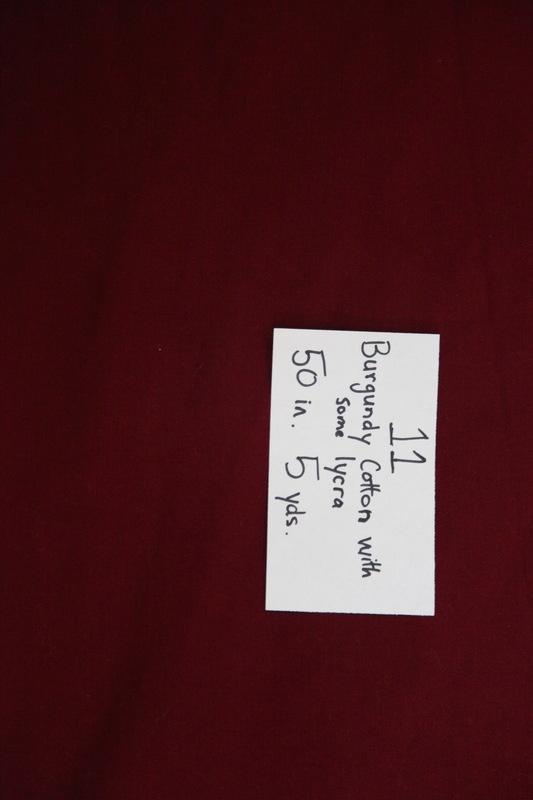 11
Burgundy Cotton with
some lycra
50 in. 5 yds.